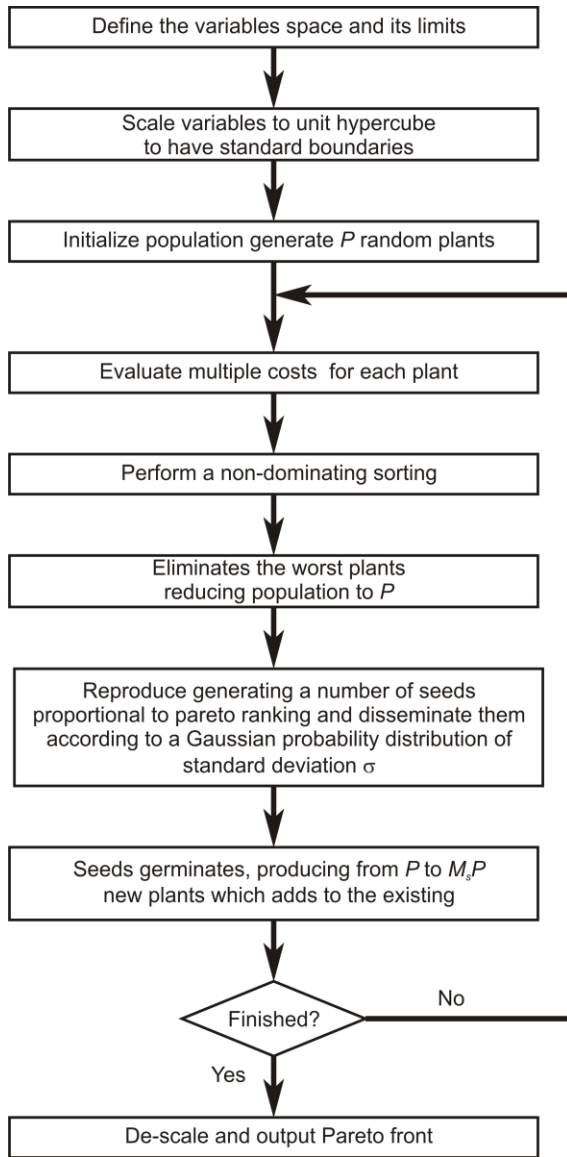 Define the variables space and its limits
Scale variables to unit hypercube
to have standard boundaries
Initialize population generate P random plants
Evaluate multiple costs for each plant
Perform a non-dominating sorting
Eliminates the worst plants
reducing population to P
Reproduce generating a number of seeds
proportional to pareto ranking and disseminate them
according to a Gaussian probability distribution of
standard deviation σ
Seeds germinates, producing from P to MₛP
new plants which adds to the existing
Finished?
No
Yes
De-scale and output Pareto front